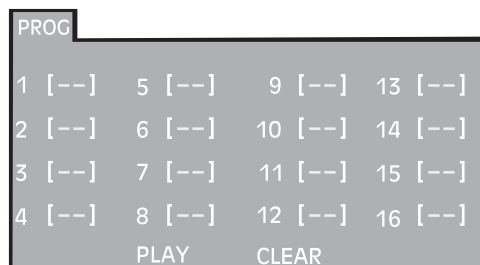 PROG
1 [--] 5 [--] 9 [--] 13 [--]
2 [--] 6 [--] 10 [--] 14 [--]
3 [--] 7 [--] 11 [--] 15 [--]
4 [--] 8 [--] 12 [--] 16 [--]
PLAY CLEAR